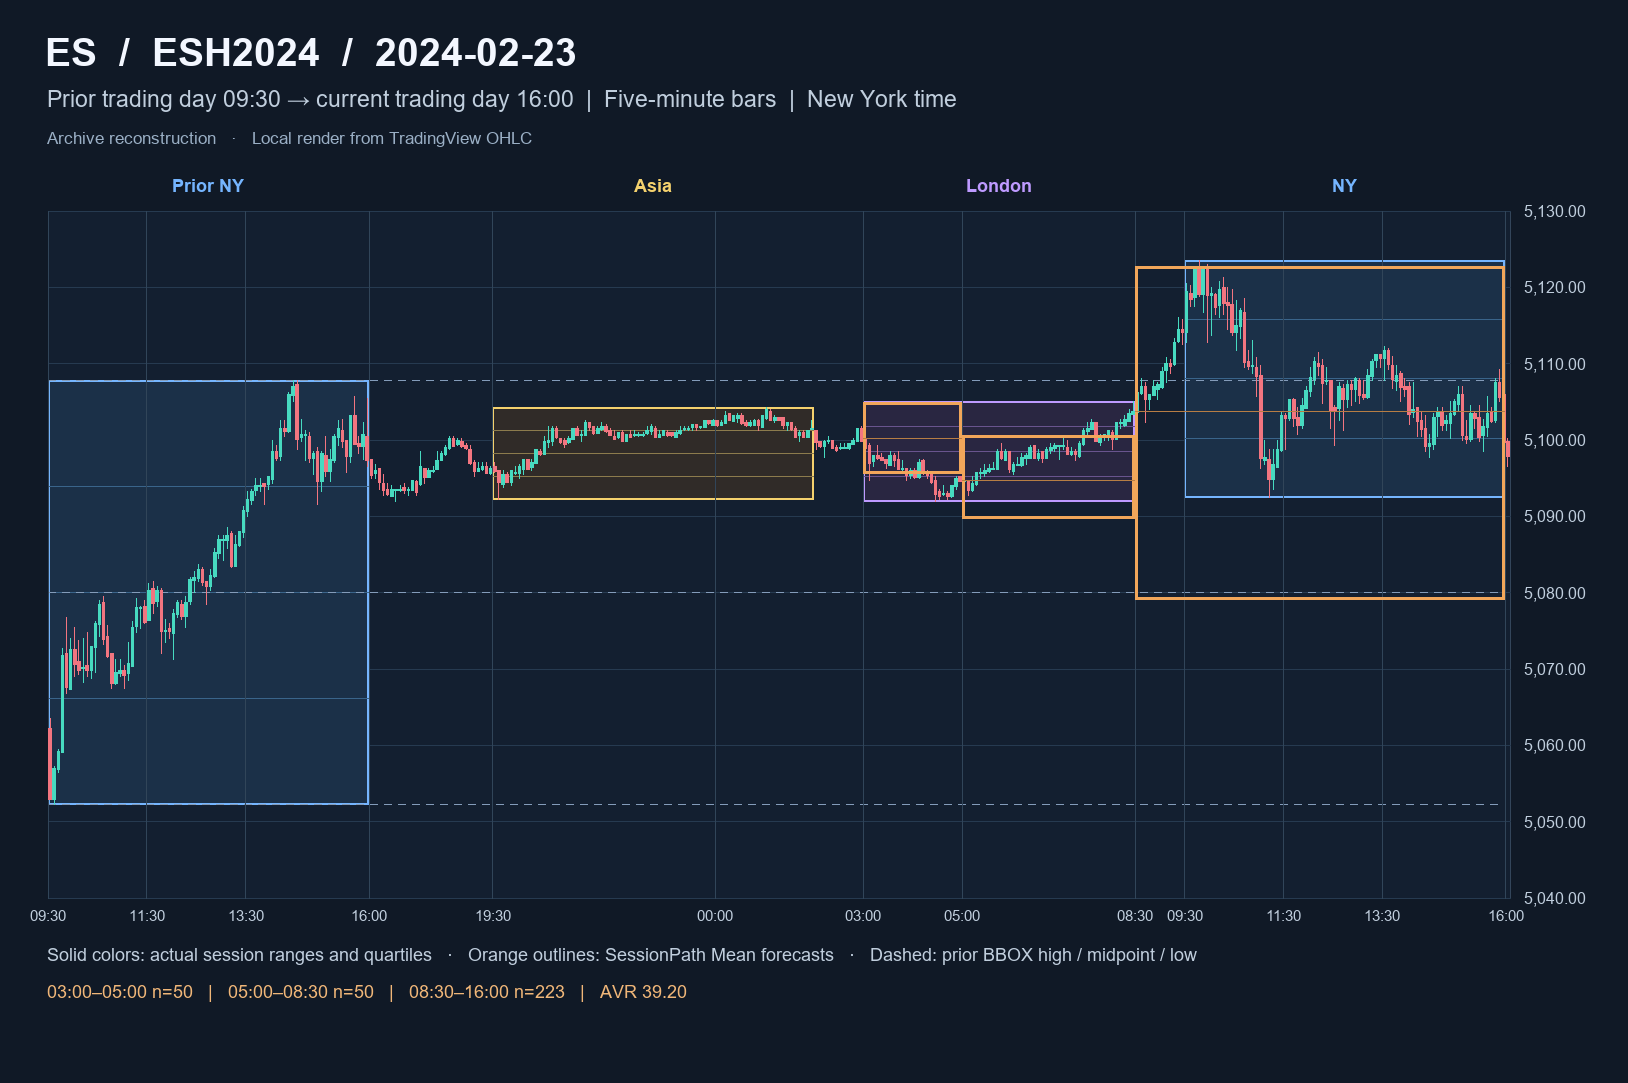 ES / ESH2024 / 2024-02-23
Prior trading day 09:30 → current trading day 16:00 | Five-minute bars | New York time
Archive reconstruction · Local render from TradingView OHLC
Prior NY Asia London NY
5,130.00
5,120.00
5,110.00
5,100.00
5,090.00
5,080.00
5,070.00
5,060.00
5,050.00
5,040.00
09:30 11:30 13:30 16:00 19:30 00:00 03:00 05:00 08:30 09:30 11:30 13:30 16:00
Solid colors: actual session ranges and quartiles · Orange outlines: SessionPath Mean forecasts · Dashed: prior BBOX high / midpoint / low
03:00–05:00 n=50 | 05:00–08:30 n=50 | 08:30–16:00 n=223 | AVR 39.20